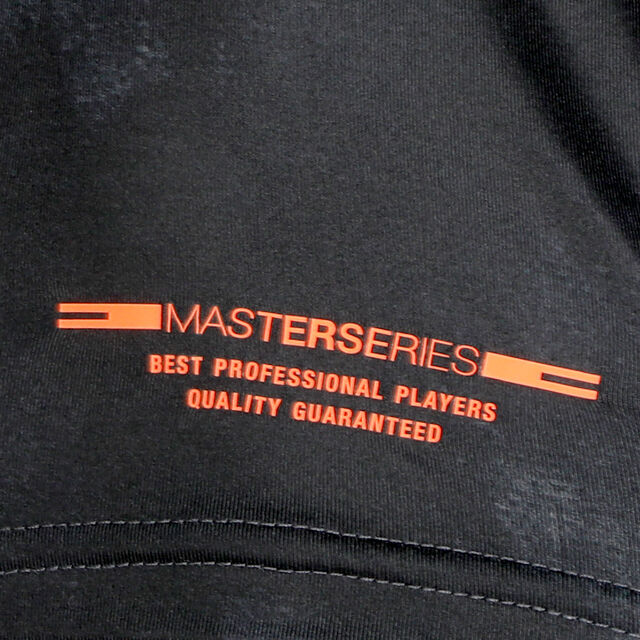 MASTERSERIES
BEST PROFESSIONAL PLAYERS
QUALITY GUARANTEED